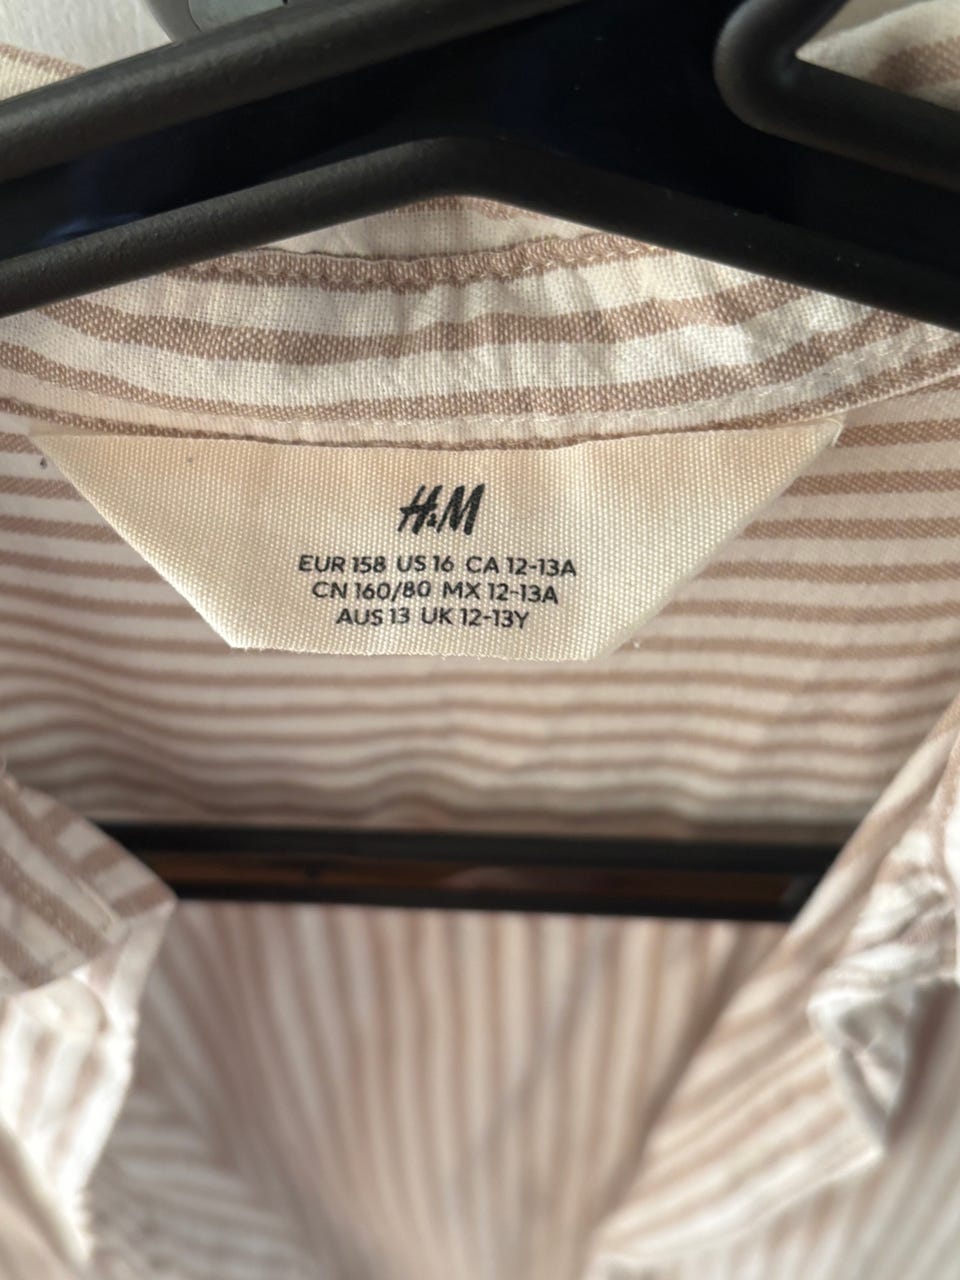 H&M
EUR 158 US 16 CA 12-13A
CN 160/80 MX 12-13A
AUS 13 UK 12-13Y